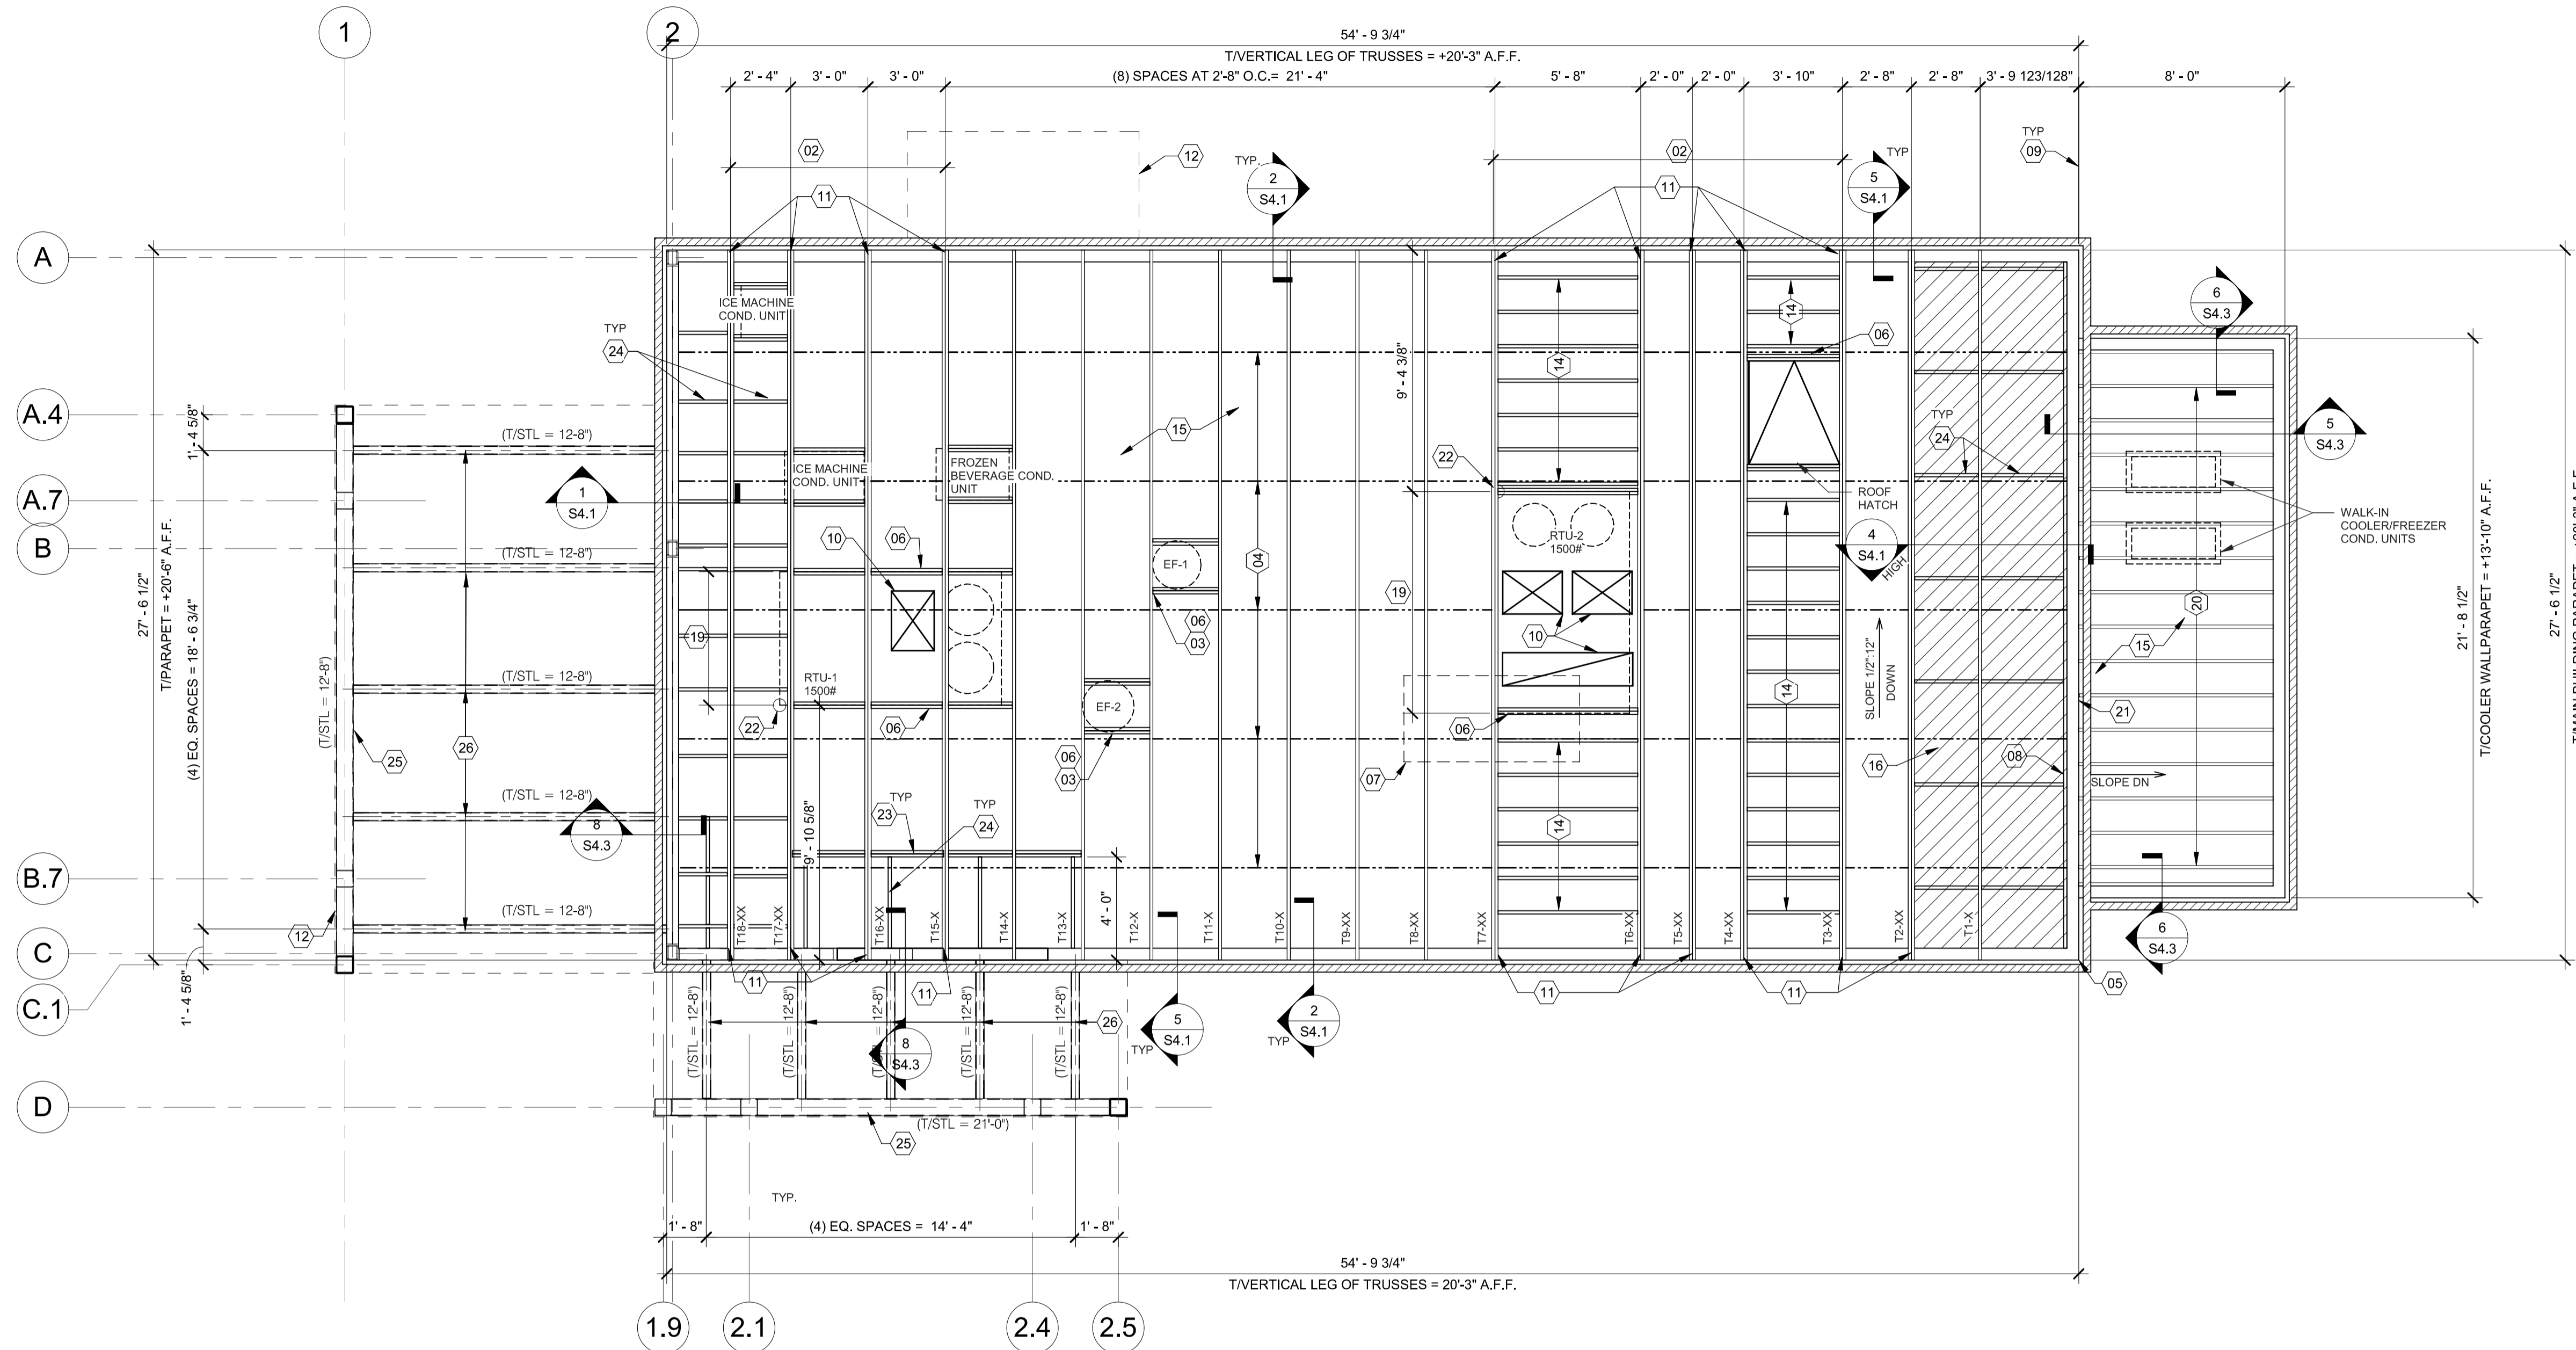 1
2
54' - 9 3/4"
T/VERTICAL LEG OF TRUSSES = +20'-3" A.F.F.
2' - 4"
3' - 0"
3' - 0"
(8) SPACES AT 2'-8" O.C.= 21' - 4"
5' - 8"
2' - 0"
2' - 0"
3' - 10"
2' - 8"
2' - 8"
3' - 9 123/128"
8' - 0"
02
12
TYP.
2
S4.1
02
11
5
S4.1
TYP
TYP
09
11
A
ICE MACHINE
COND. UNIT
TYP
24
14
14
06
6
S4.3
9' - 4 3/8"
A.4
1' - 4 5/8"
(T/STL = 12-8")
15
TYP
24
5
S4.3
22
ICE MACHINE
COND. UNIT
FROZEN
BEVERAGE COND.
UNIT
1
S4.1
ROOF
HATCH
A.7
B
WALK-IN
COOLER/FREEZER
COND. UNITS
T/PARAPET = +20'-6" A.F.F.
27' - 6 1/2"
(4) EQ. SPACES = 18' - 6 3/4"
(T/STL = 12-8")
10
06
EF-1
04
RTU-2
1500#
4
S4.1
HIGH
19
06
03
19
10
20
15
21' - 8 1/2"
T/COOLER WALLPARAPET = +13'-10" A.F.F.
27' - 6 1/2"
(T/STL = 12-8")
(T/STL = 12'-8")
RTU-1
1500#
EF-2
14
SLOPE 1/2":12"
DOWN
22
06
06
21
26
25
06
03
07
16
08
SLOPE DN
(T/STL = 12-8")
8
S4.3
9' - 10 5/8"
TYP
23
TYP
24
14
B.7
(T/STL = 12-8")
4' - 0"
T18-XX
T17-XX
T16-XX
T15-X
T14-X
T13-X
T12-X
T11-X
T10-X
T9-XX
T8-XX
T7-XX
T6-XX
T5-XX
T4-XX
T3-XX
T2-XX
T1-X
12
6
S4.3
C
C.1
1' - 4 5/8"
11
11
11
11
05
(T/STL = 12'-8")
(T/STL = 12'-8")
(T/STL = 12'-8")
(T/STL = 12'-8")
(T/STL = 12'-8")
26
8
S4.3
5
S4.1
TYP
2
S4.1
TYP
D
(T/STL = 21'-0")
25
TYP.
1' - 8"
(4) EQ. SPACES = 14' - 4"
1' - 8"
54' - 9 3/4"
T/VERTICAL LEG OF TRUSSES = 20'-3" A.F.F.
1.9
2.1
2.4
2.5